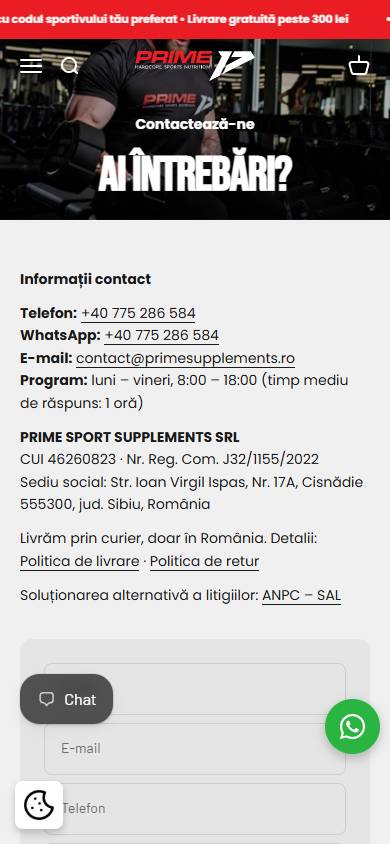 cu codul sportivului tău preferat • Livrare gratuită peste 300 lei
PRIME
HARDCORE SPORTS NUTRITION
PRIME
Contactează-ne
AI ÎNTREBĂRI?
Informații contact
Telefon: +40 775 286 584
WhatsApp: +40 775 286 584
E-mail: contact@primesupplements.ro
Program: luni – vineri, 8:00 – 18:00 (timp mediu
de răspuns: 1 oră)
PRIME SPORT SUPPLEMENTS SRL
CUI 46260823 · Nr. Reg. Com. J32/1155/2022
Sediu social: Str. Ioan Virgil Ispas, Nr. 17A, Cisnădie
555300, jud. Sibiu, România
Livrăm prin curier, doar în România. Detalii:
Politica de livrare · Politica de retur
Soluționarea alternativă a litigiilor: ANPC – SAL
Chat
E-mail
Telefon